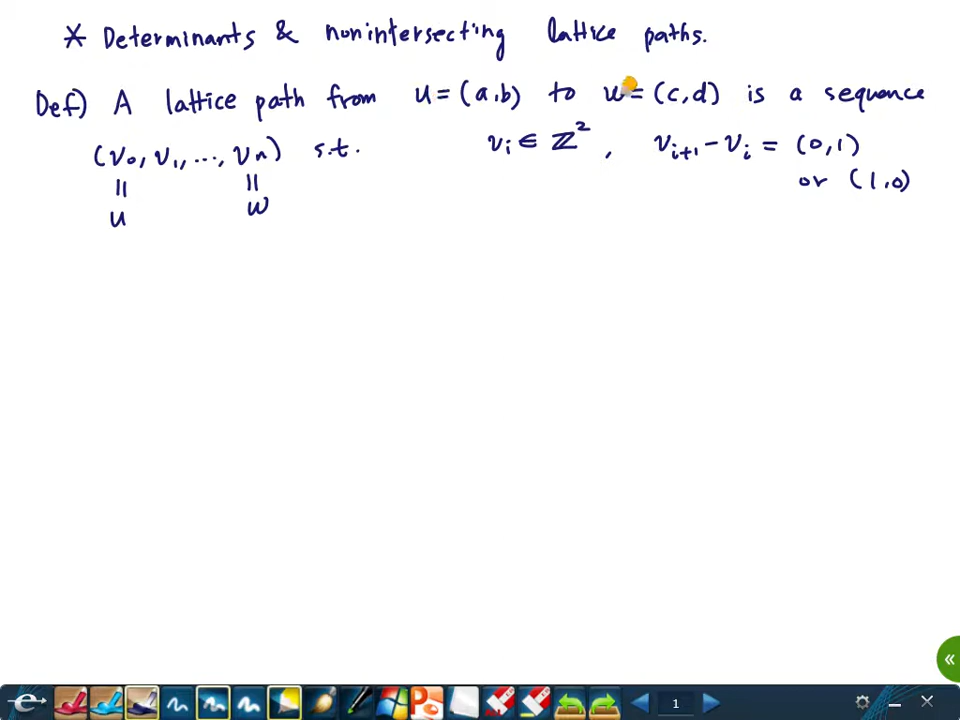 * Determinants & nonintersecting lattice paths.
Def) A lattice path from u = (a,b) to w = (c,d) is a sequence
(v₀, v₁, ..., vₙ) s.t. vᵢ ∈ ℤ², vᵢ₊₁ - vᵢ = (0,1)
|| || or (1,0)
u w
1